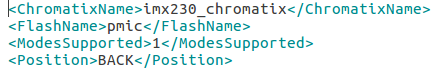 <ChromatixName>imx230_chromatix</ChromatixName>
<FlashName>pmic</FlashName>
<ModesSupported>1</ModesSupported>
<Position>BACK</Position>